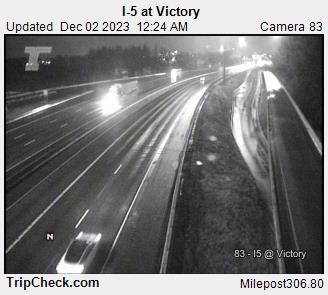 I-5 at Victory
Updated Dec 02 2023 12:24 AM Camera 83
T
N
83 - I5 @ Victory
TripCheck.com Milepost306.80